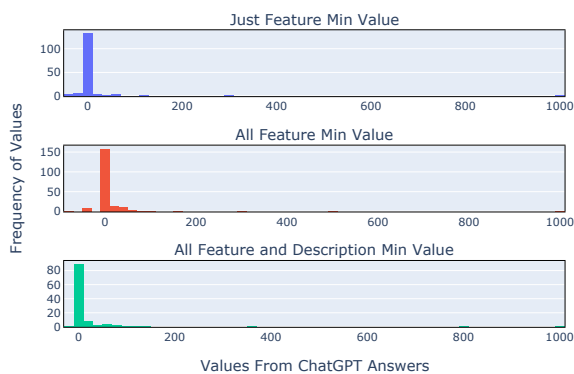 Just Feature Min Value
100
50
0
0 200 400 600 800 1000
All Feature Min Value
150
100
50
0
0 200 400 600 800 1000
All Feature and Description Min Value
80
60
40
20
0
0 200 400 600 800 1000
Frequency of Values
Values From ChatGPT Answers